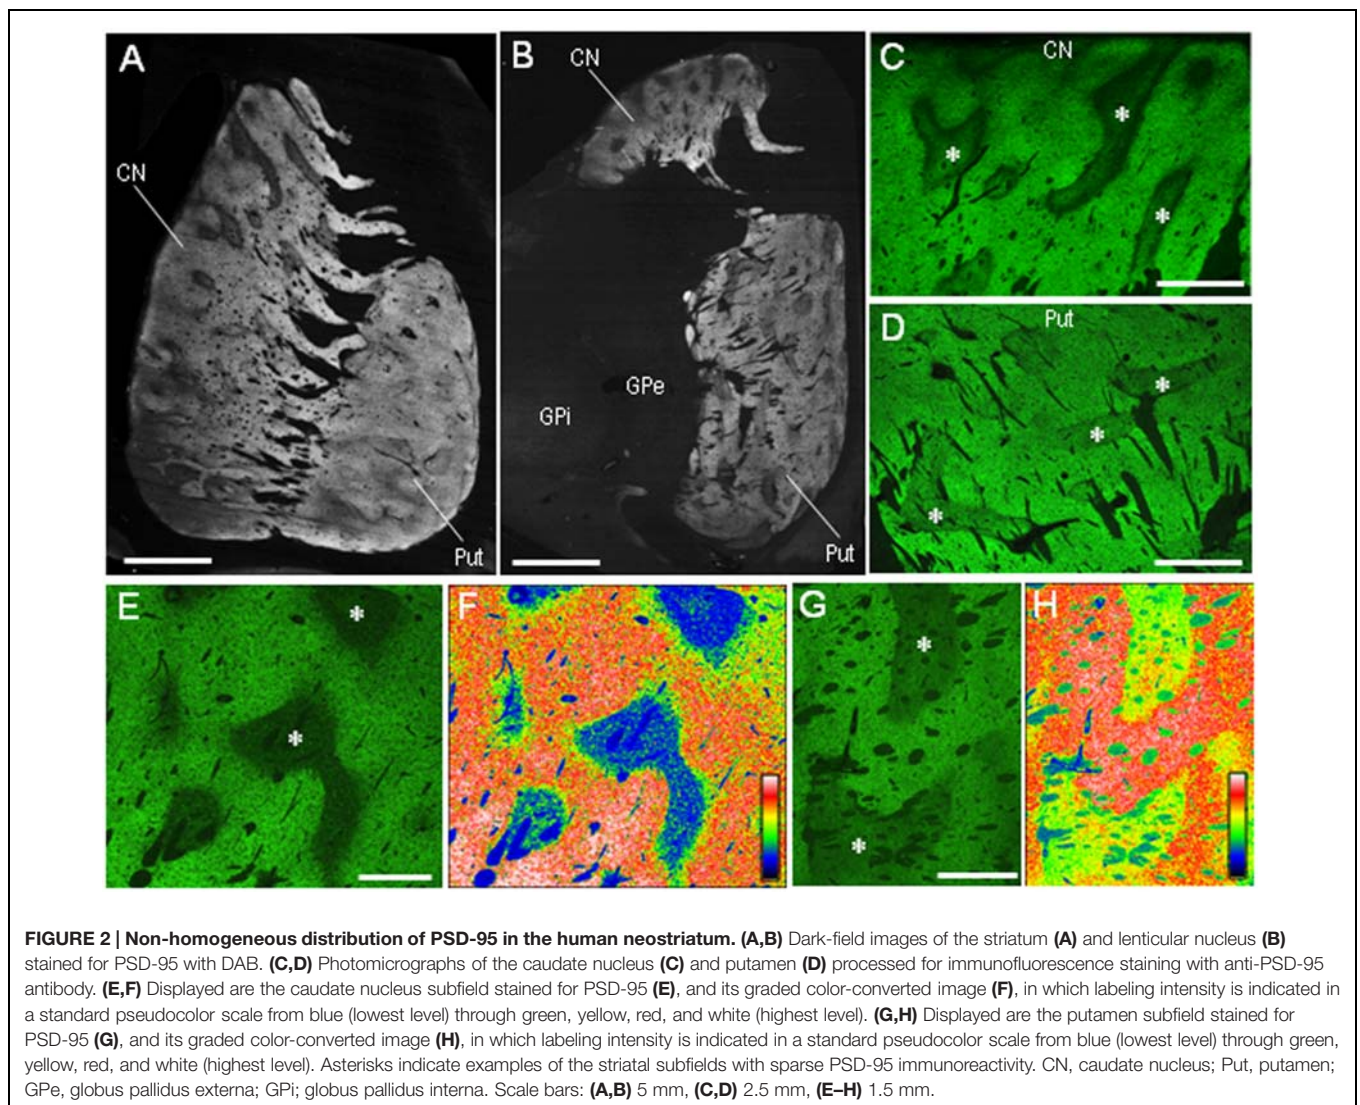 A
CN
Put
B
CN
GPe
GPi
Put
C
CN
*
*
*
D
Put
*
*
*
E
*
*
F
G
*
*
H
FIGURE 2 | Non-homogeneous distribution of PSD-95 in the human neostriatum. (A,B) Dark-field images of the striatum (A) and lenticular nucleus (B)
stained for PSD-95 with DAB. (C,D) Photomicrographs of the caudate nucleus (C) and putamen (D) processed for immunofluorescence staining with anti-PSD-95
antibody. (E,F) Displayed are the caudate nucleus subfield stained for PSD-95 (E), and its graded color-converted image (F), in which labeling intensity is indicated in
a standard pseudocolor scale from blue (lowest level) through green, yellow, red, and white (highest level). (G,H) Displayed are the putamen subfield stained for
PSD-95 (G), and its graded color-converted image (H), in which labeling intensity is indicated in a standard pseudocolor scale from blue (lowest level) through green,
yellow, red, and white (highest level). Asterisks indicate examples of the striatal subfields with sparse PSD-95 immunoreactivity. CN, caudate nucleus; Put, putamen;
GPe, globus pallidus externa; GPi; globus pallidus interna. Scale bars: (A,B) 5 mm, (C,D) 2.5 mm, (E–H) 1.5 mm.